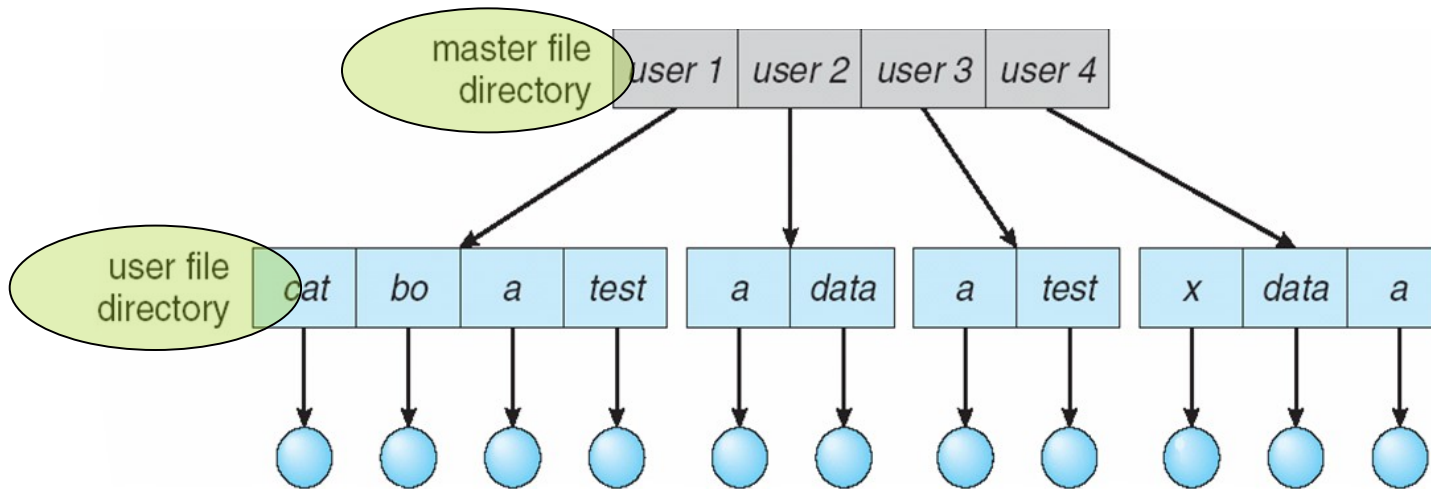 master file
directory
user 1 user 2 user 3 user 4
user file
directory
cat bo a test a data a test x data a